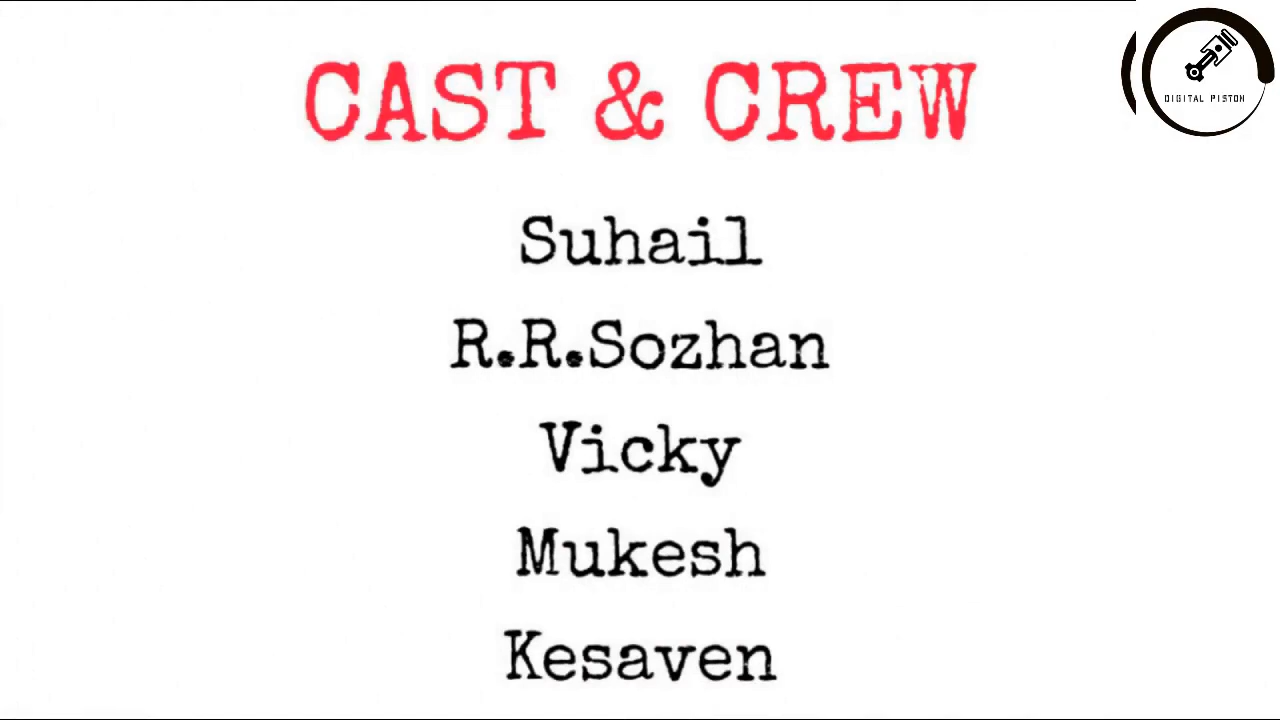 CAST & CREW
DIGITAL PISTON
Suhail
R.R.Sozhan
Vicky
Mukesh
Kesaven